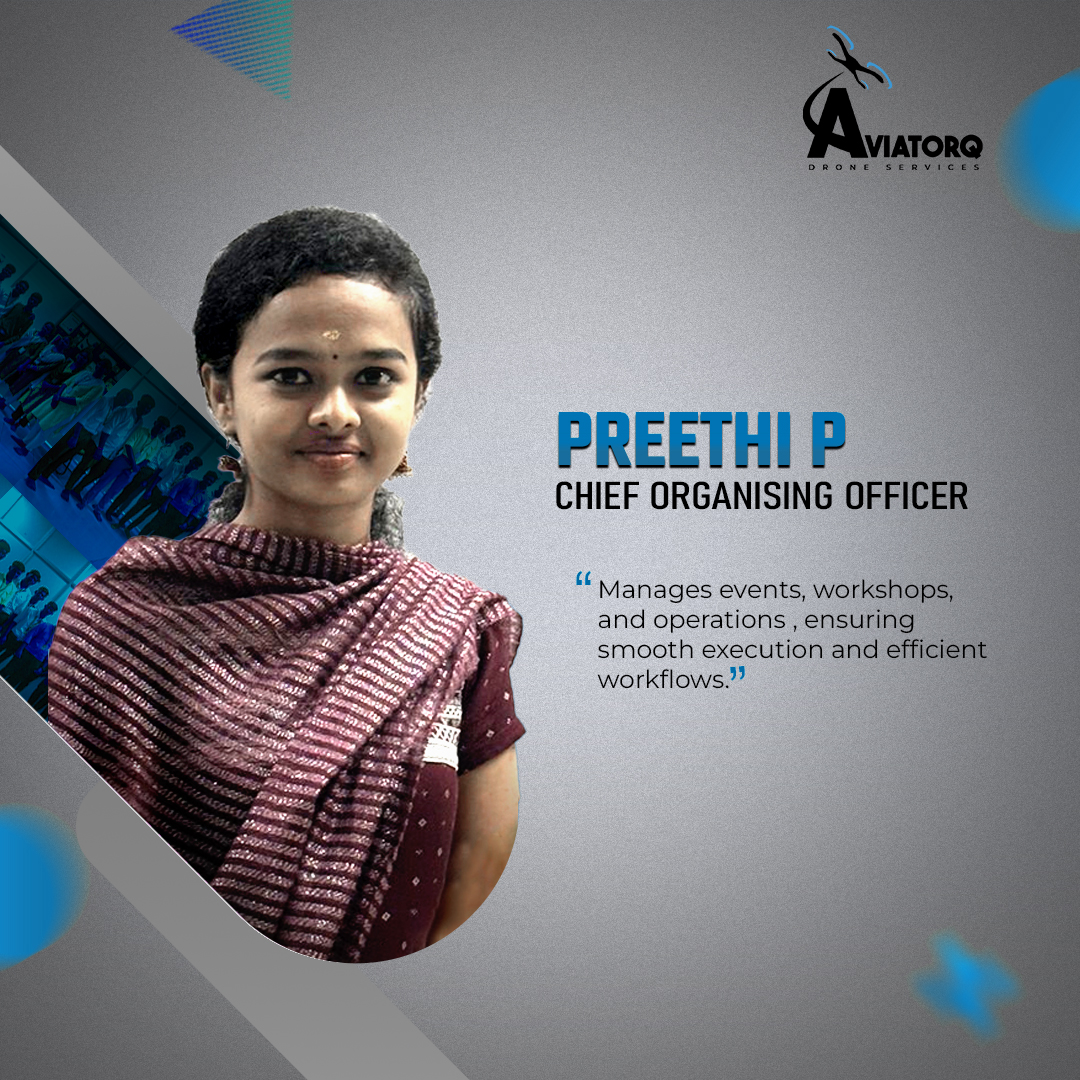 AVIATORQ
DRONE SERVICES
PREETHI P
CHIEF ORGANISING OFFICER
“Manages events, workshops,
and operations , ensuring
smooth execution and efficient
workflows.”